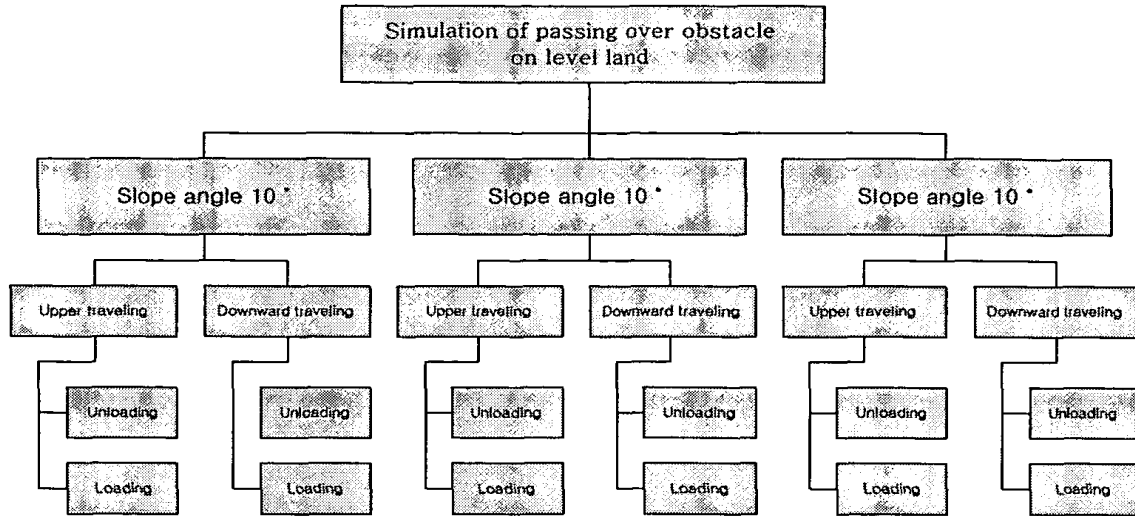 Simulation of passing over obstacle
on level land
Slope angle 10 °
Slope angle 10 °
Slope angle 10 °
Upper traveling
Downward traveling
Upper traveling
Downward traveling
Upper traveling
Downward traveling
Unloading
Unloading
Unloading
Unloading
Unloading
Unloading
Loading
Loading
Loading
Loading
Loading
Loading